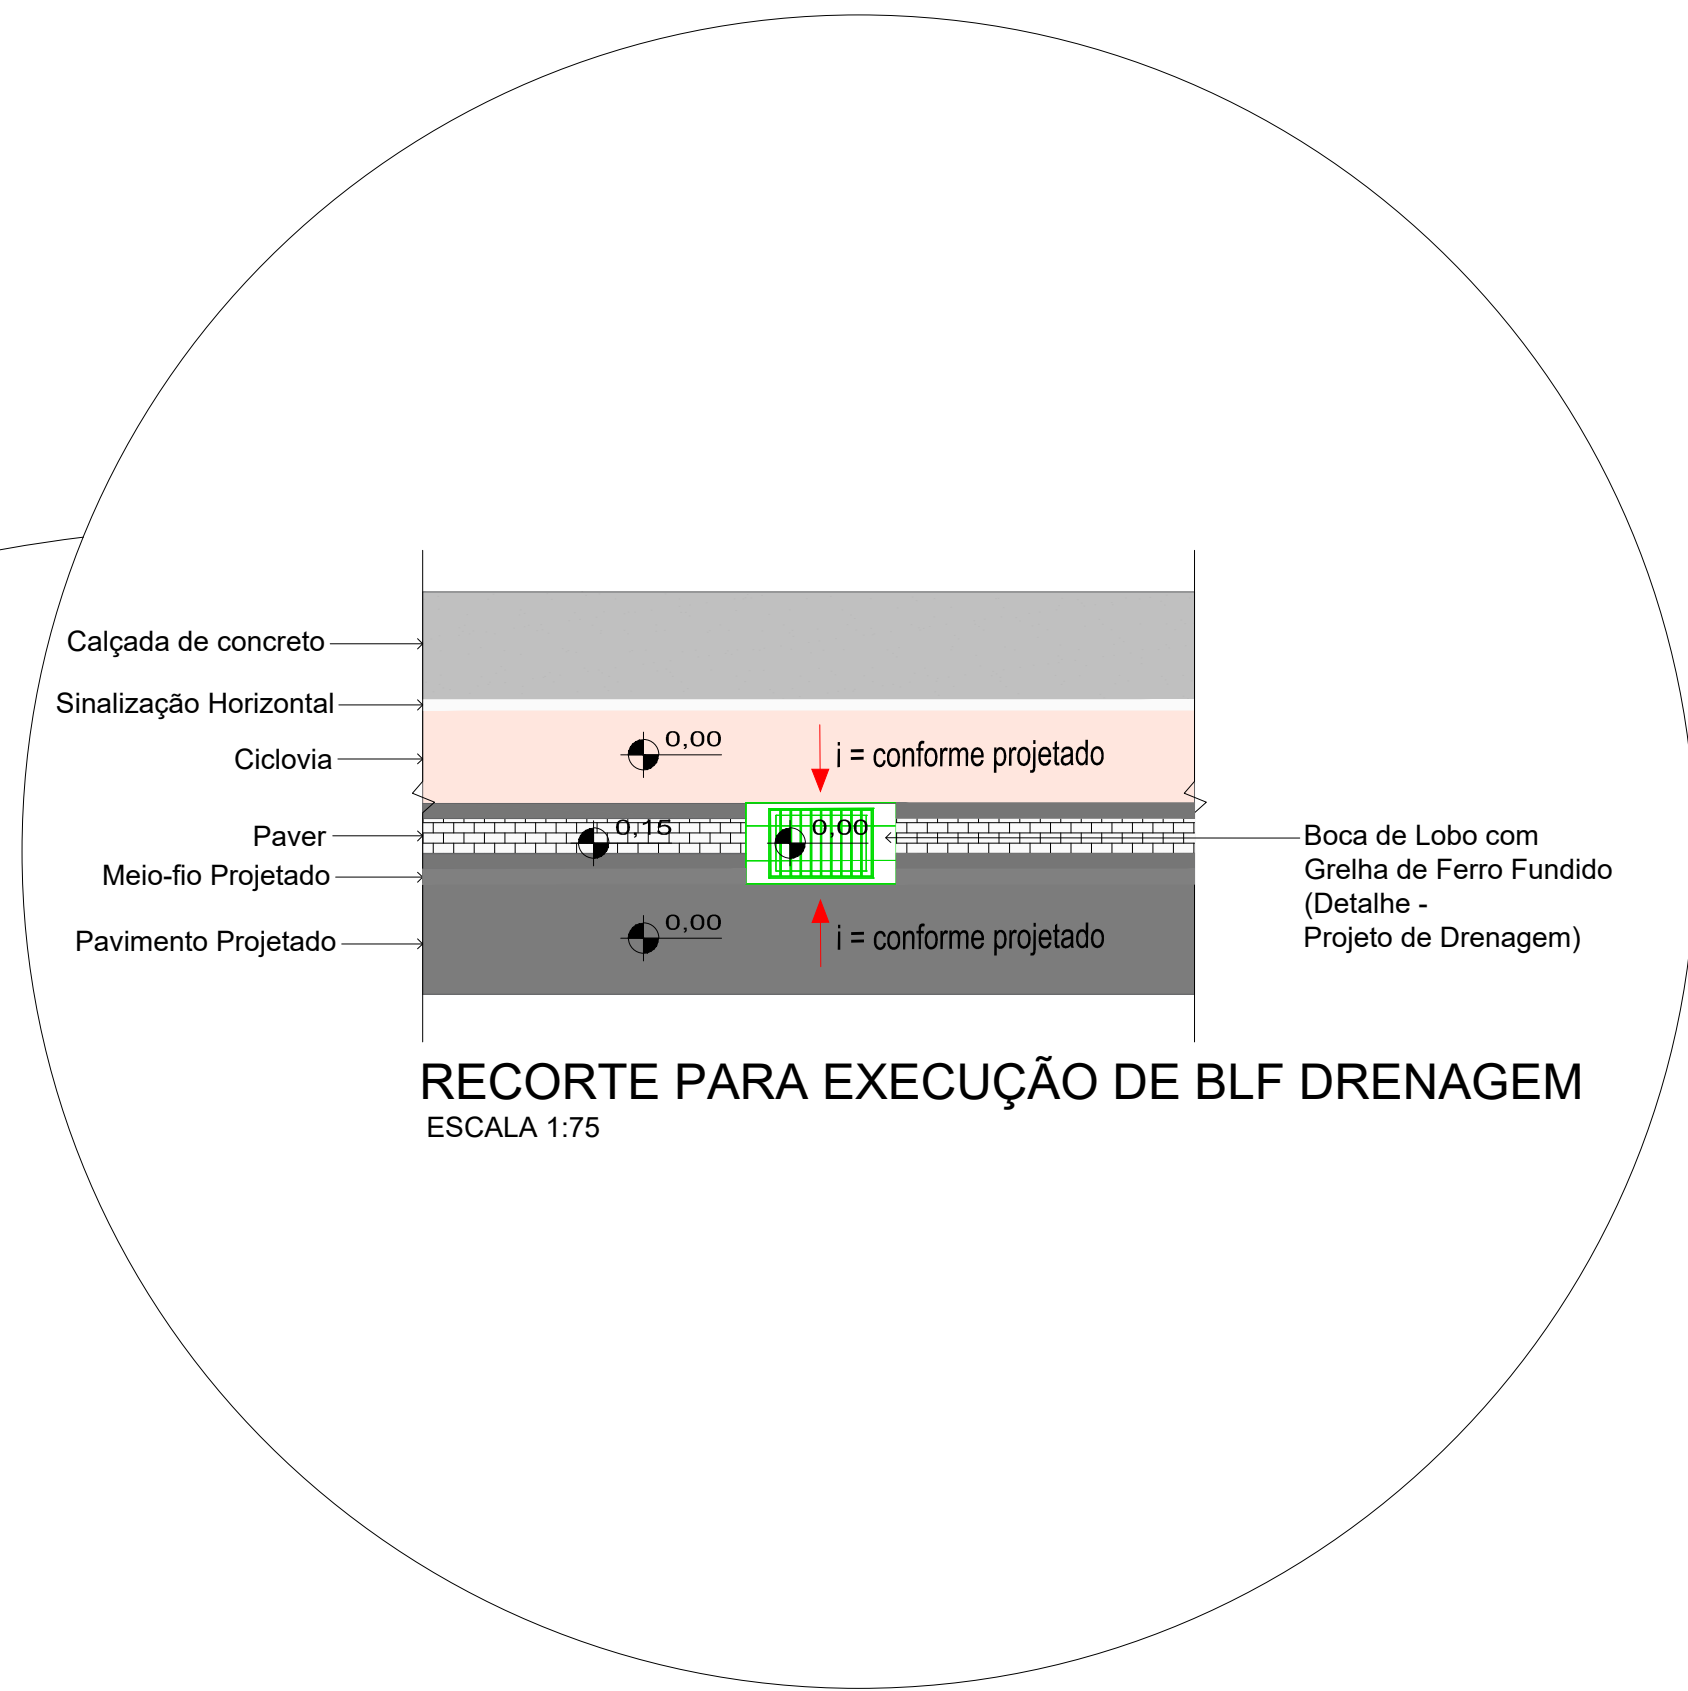 Calçada de concreto
Sinalização Horizontal
Ciclovia
0,00
i = conforme projetado
Paver
0,15
0,00
Boca de Lobo com
Grelha de Ferro Fundido
(Detalhe -
Projeto de Drenagem)
Meio-fio Projetado
Pavimento Projetado
0,00
i = conforme projetado
RECORTE PARA EXECUÇÃO DE BLF DRENAGEM
ESCALA 1:75